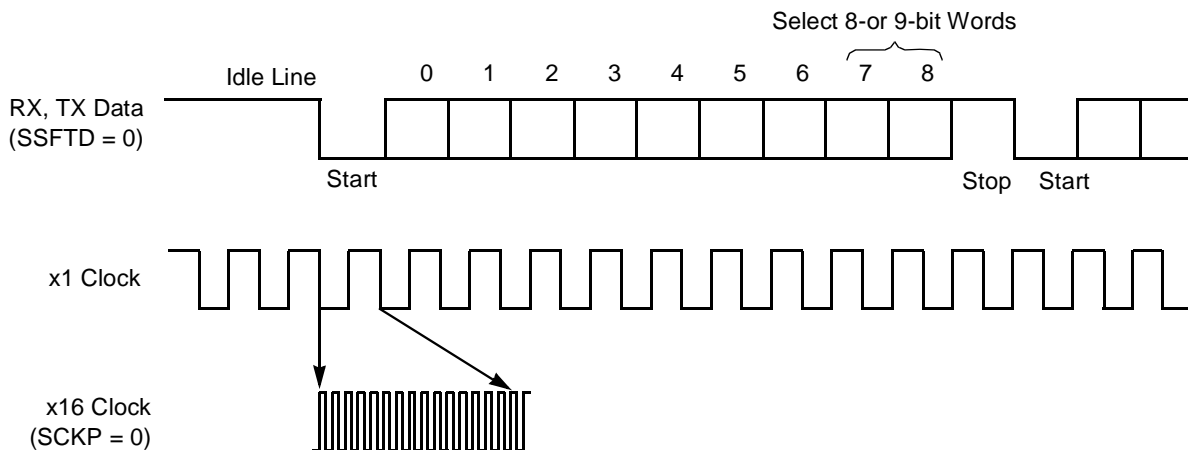 Select 8-or 9-bit Words
Idle Line 0 1 2 3 4 5 6 7 8
RX, TX Data
(SSFTD = 0)
Start Stop Start
x1 Clock
x16 Clock
(SCKP = 0)